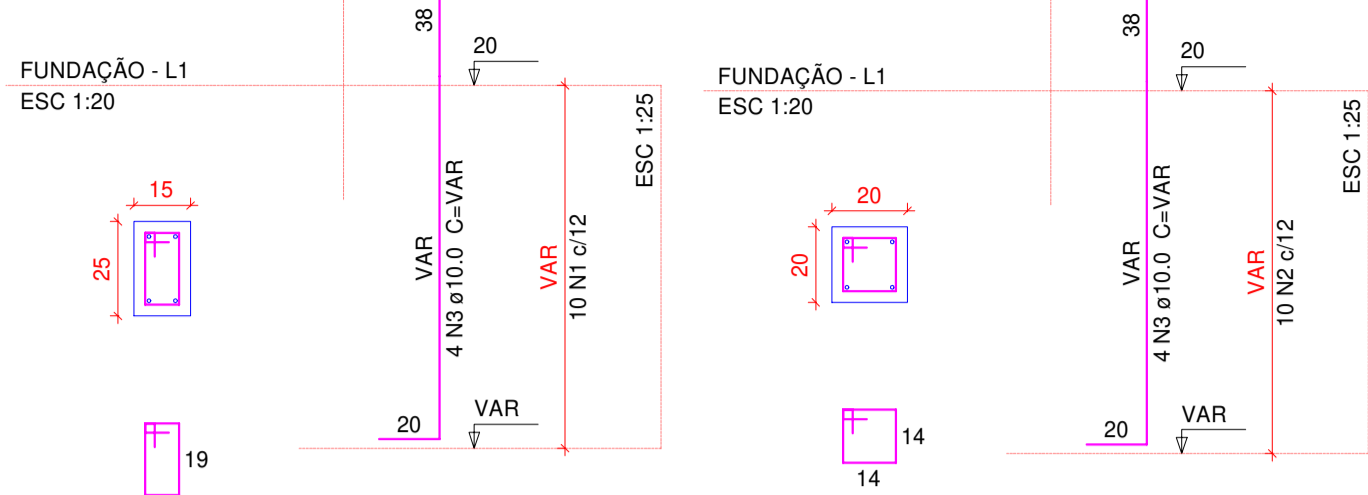 38
20
FUNDAÇÃO - L1
ESC 1:20
ESC 1:25
15
25
VAR
4 N3 ø10.0 C=VAR
VAR
10 N1 c/12
20
VAR
19
38
20
FUNDAÇÃO - L1
ESC 1:20
ESC 1:25
20
20
VAR
4 N3 ø10.0 C=VAR
VAR
10 N2 c/12
20
VAR
14
14